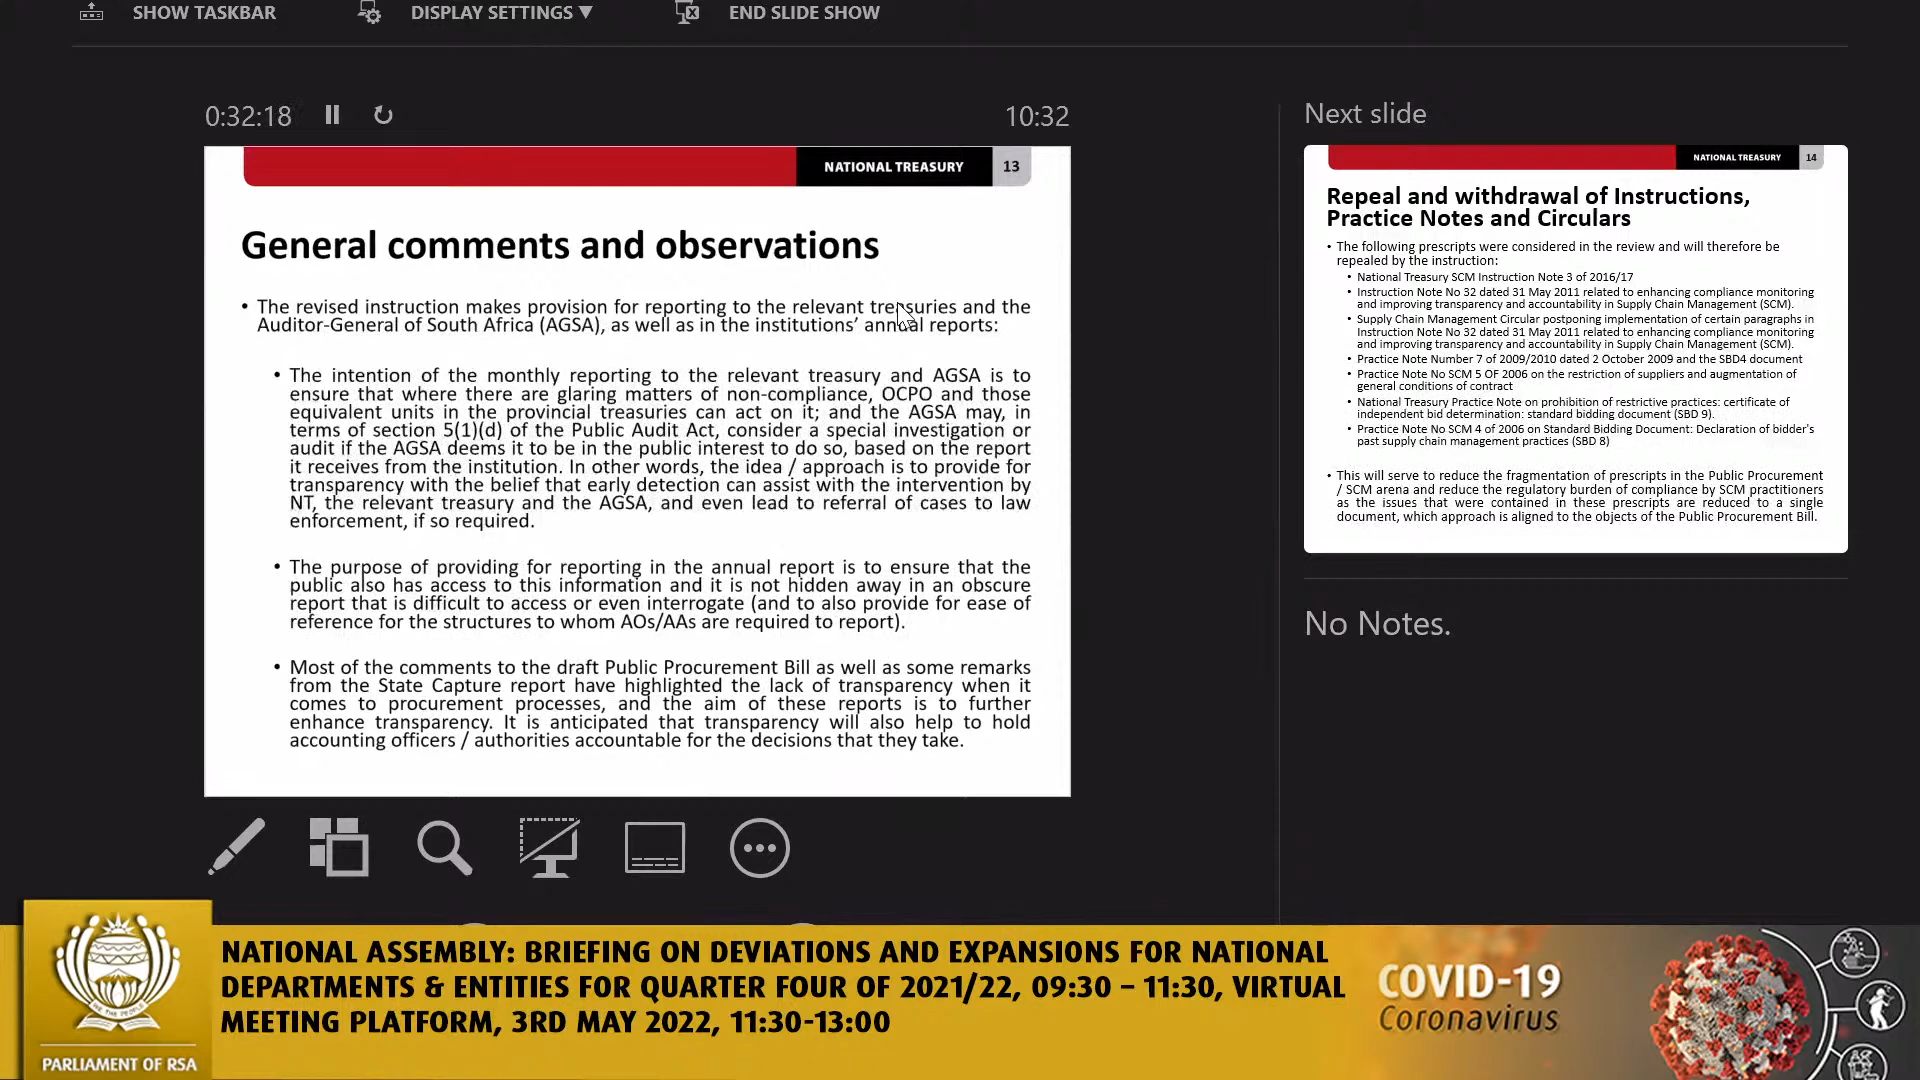 SHOW TASKBAR
DISPLAY SETTINGS ▼
END SLIDE SHOW
0:32:18
10:32
NATIONAL TREASURY 13
General comments and observations
• The revised instruction makes provision for reporting to the relevant treasuries and the
Auditor-General of South Africa (AGSA), as well as in the institutions’ annual reports:
• The intention of the monthly reporting to the relevant treasury and AGSA is to
ensure that where there are glaring matters of non-compliance, OCPO and those
equivalent units in the provincial treasuries can act on it; and the AGSA may, in
terms of section 5(1)(d) of the Public Audit Act, consider a special investigation or
audit if the AGSA deems it to be in the public interest to do so, based on the report
it receives from the institution. In other words, the idea / approach is to provide for
transparency with the belief that early detection can assist with the intervention by
NT, the relevant treasury and the AGSA, and even lead to referral of cases to law
enforcement, if so required.
• The purpose of providing for reporting in the annual report is to ensure that the
public also has access to this information and it is not hidden away in an obscure
report that is difficult to access or even interrogate (and to also provide for ease of
reference for the structures to whom AOs/AAs are required to report).
• Most of the comments to the draft Public Procurement Bill as well as some remarks
from the State Capture report have highlighted the lack of transparency when it
comes to procurement processes, and the aim of these reports is to further
enhance transparency. It is anticipated that transparency will also help to hold
accounting officers / authorities accountable for the decisions that they take.
Next slide
NATIONAL TREASURY 14
Repeal and withdrawal of Instructions,
Practice Notes and Circulars
• The following prescripts were considered in the review and will therefore be
repealed by the instruction:
• National Treasury SCM Instruction Note 3 of 2016/17
• Instruction Note No 32 dated 31 May 2011 related to enhancing compliance monitoring
and improving transparency and accountability in Supply Chain Management (SCM).
• Supply Chain Management Circular postponing implementation of certain paragraphs in
Instruction Note No 32 dated 31 May 2011 related to enhancing compliance monitoring
and improving transparency and accountability in Supply Chain Management (SCM).
• Practice Note Number 7 of 2009/2010 dated 2 October 2009 and the SBD4 document
• Practice Note No SCM 5 OF 2006 on the restriction of suppliers and augmentation of
general conditions of contract
• National Treasury Practice Note on prohibition of restrictive practices: certificate of
independent bid determination: standard bidding document (SBD 9).
• Practice Note No SCM 4 of 2006 on Standard Bidding Document: Declaration of bidder's
past supply chain management practices (SBD 8)
• This will serve to reduce the fragmentation of prescripts in the Public Procurement
/ SCM arena and reduce the regulatory burden of compliance by SCM practitioners
as the issues that were contained in these prescripts are reduced to a single
document, which approach is aligned to the objects of the Public Procurement Bill.
No Notes.
PARLIAMENT OF RSA
NATIONAL ASSEMBLY: BRIEFING ON DEVIATIONS AND EXPANSIONS FOR NATIONAL
DEPARTMENTS & ENTITIES FOR QUARTER FOUR OF 2021/22, 09:30 – 11:30, VIRTUAL
MEETING PLATFORM, 3RD MAY 2022, 11:30-13:00
COVID-19
Coronavirus